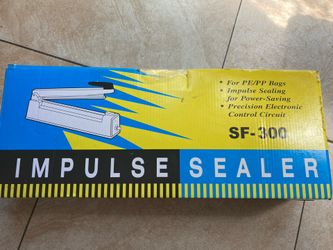 • For PE/PP Bags
• Impulse Sealing
for Power-Saving
• Precision Electronic
Control Circuit
SF-300
IMPULSE SEALER